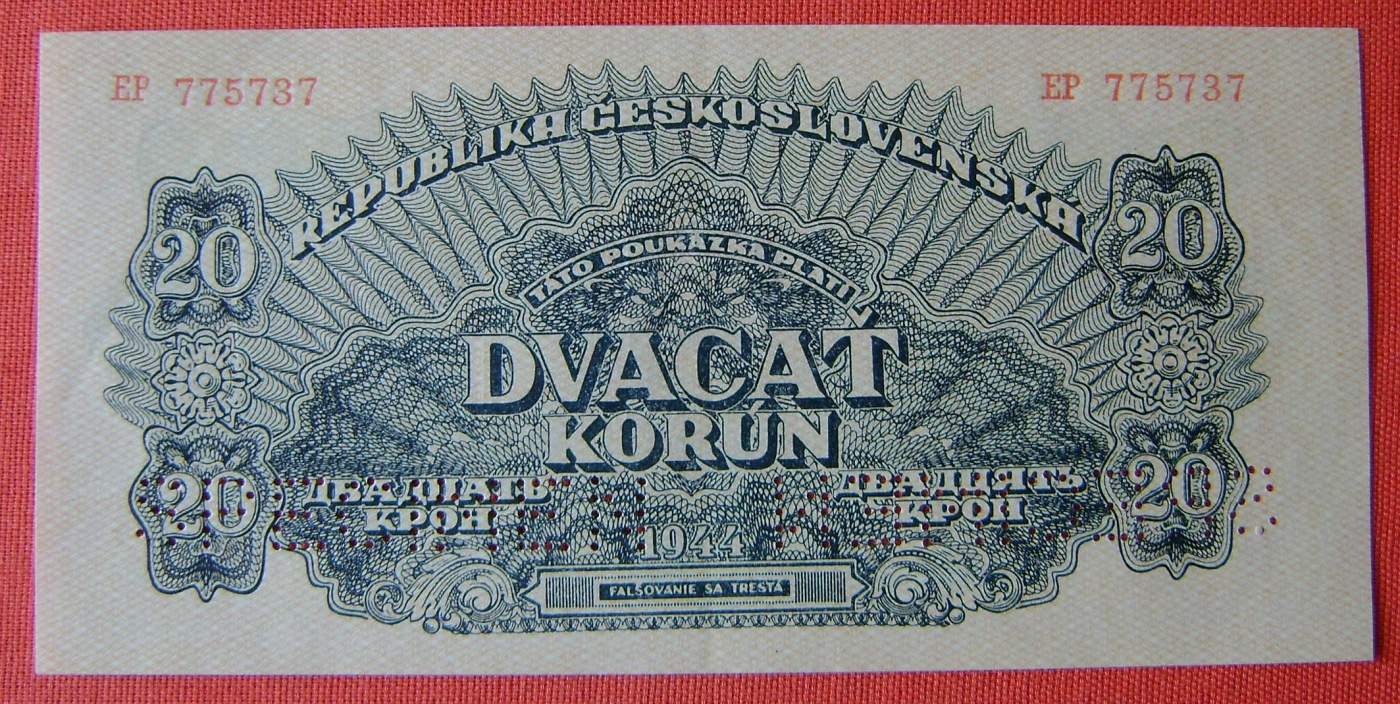 EP 775737
EP 775737
REPUBLIKA ČESKOSLOVENSKÁ
20
20
TÁTO POUKÁZKA PLATÍ
DVACAŤ
KORÚN
20
20
ДВАДЦАТЬ
КРОН
ДВАДЦЯТЬ
КРОН
1944
FALŠOVANIE SA TRESTÁ